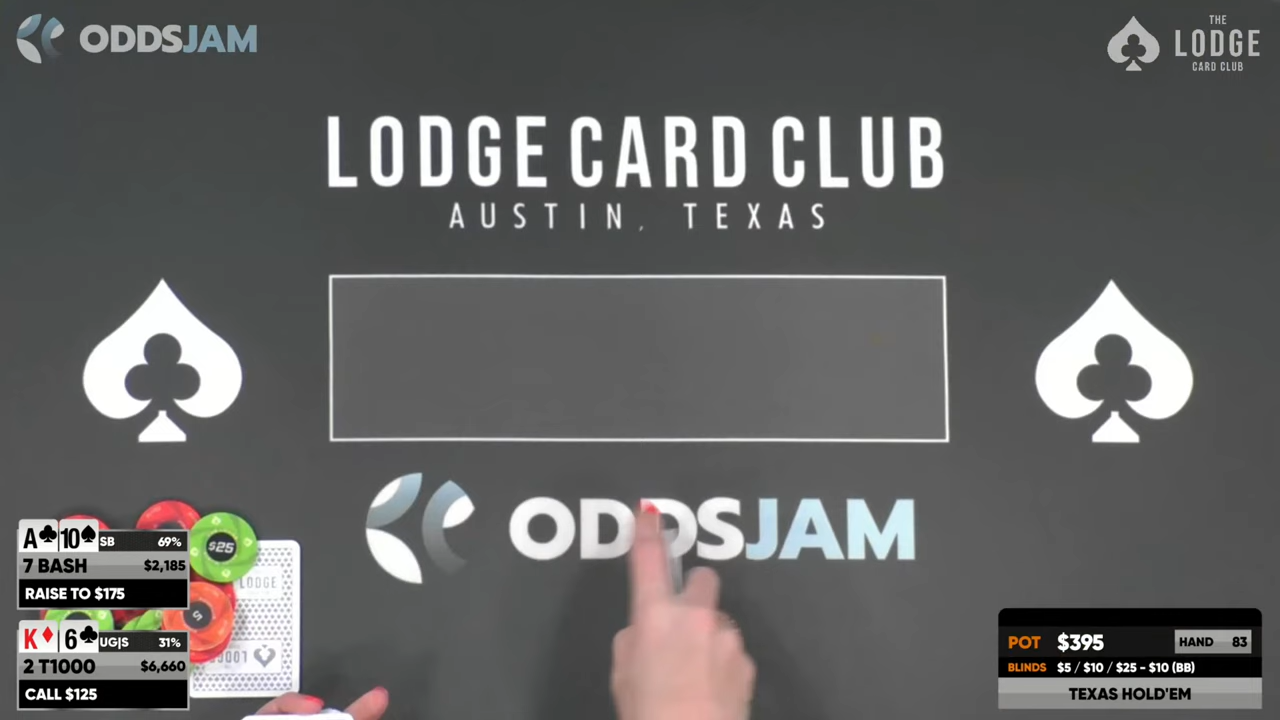 ODDSJAM
THE
LODGE
CARD CLUB
LODGE CARD CLUB
AUSTIN, TEXAS
ODDSJAM
A♣ 10♠ SB 69%
7 BASH $2,185
RAISE TO $175
K♦ 6♣ UG|S 31%
2 T1000 $6,660
CALL $125
$25
LODGE
5
LODGE
POT $395 HAND 83
BLINDS $5 / $10 / $25 - $10 (BB)
TEXAS HOLD'EM